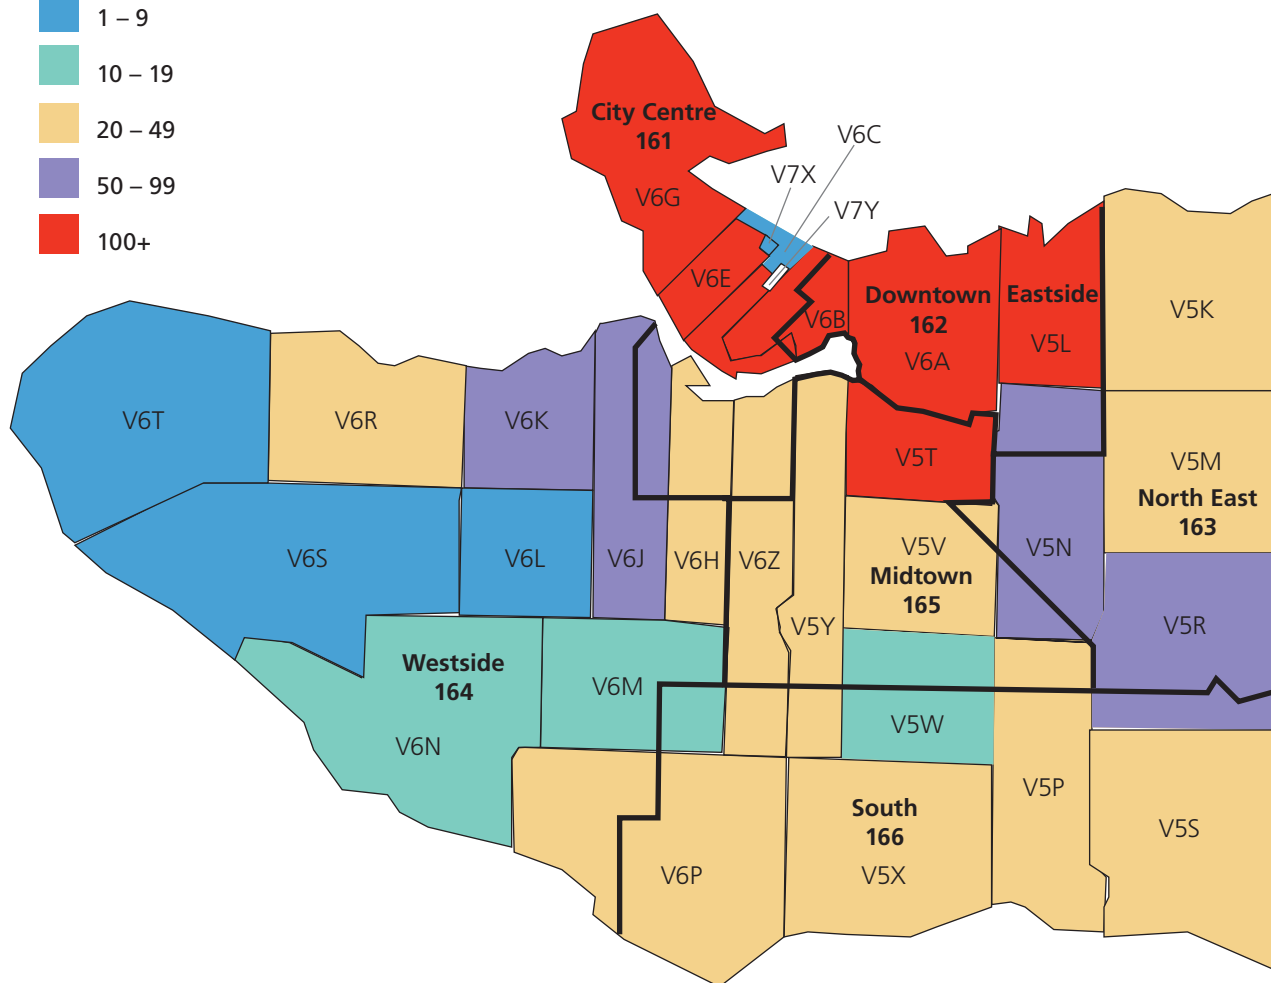 1 – 9
10 – 19
20 – 49
50 – 99
100+
City Centre
161
V6C
V7X
V7Y
V6G
V6E
V6B
Downtown
162
V6A
Eastside
V5L
V5K
V6T
V6R
V6K
V5T
V5M
North East
163
V6S
V6L
V6J
V6H
V6Z
V5Y
V5V
Midtown
165
V5N
V5R
Westside
164
V6M
V6N
V5W
V5P
South
166
V5X
V6P
V5S